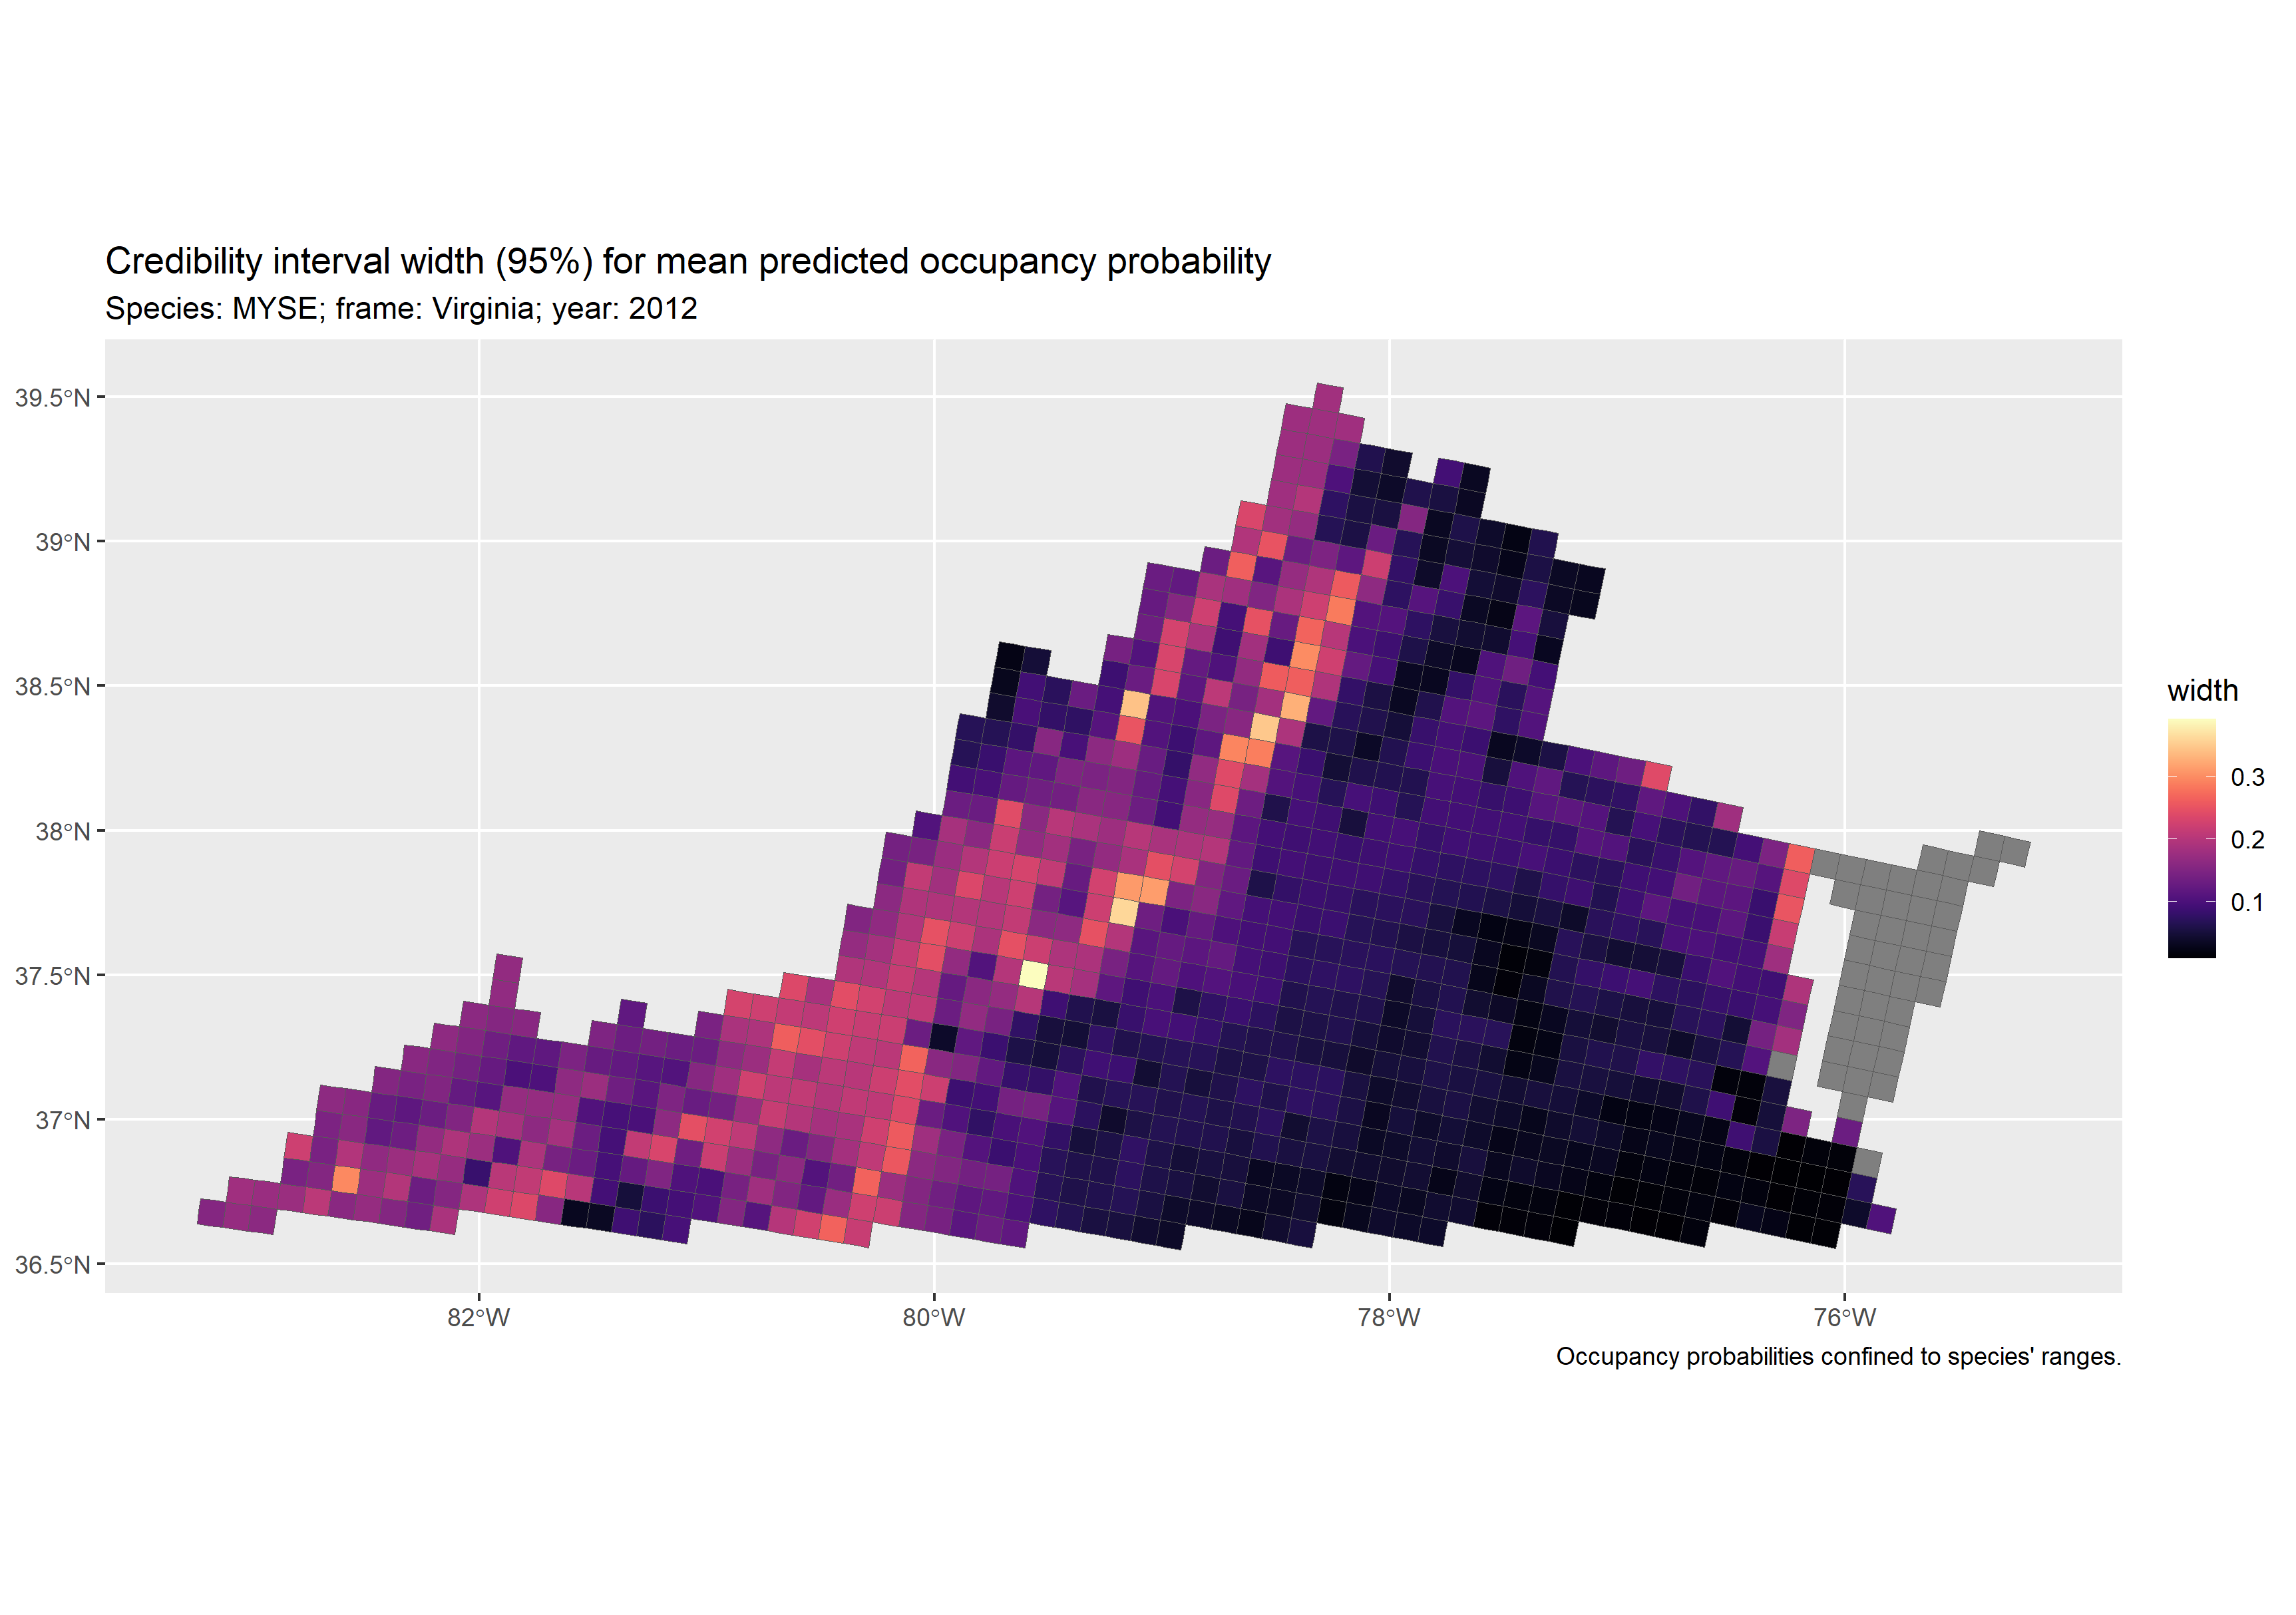 Credibility interval width (95%) for mean predicted occupancy probability
Species: MYSE; frame: Virginia; year: 2012
39.5°N
39°N
38.5°N
38°N
37.5°N
37°N
36.5°N
82°W
80°W
78°W
76°W
width
0.3
0.2
0.1
Occupancy probabilities confined to species' ranges.